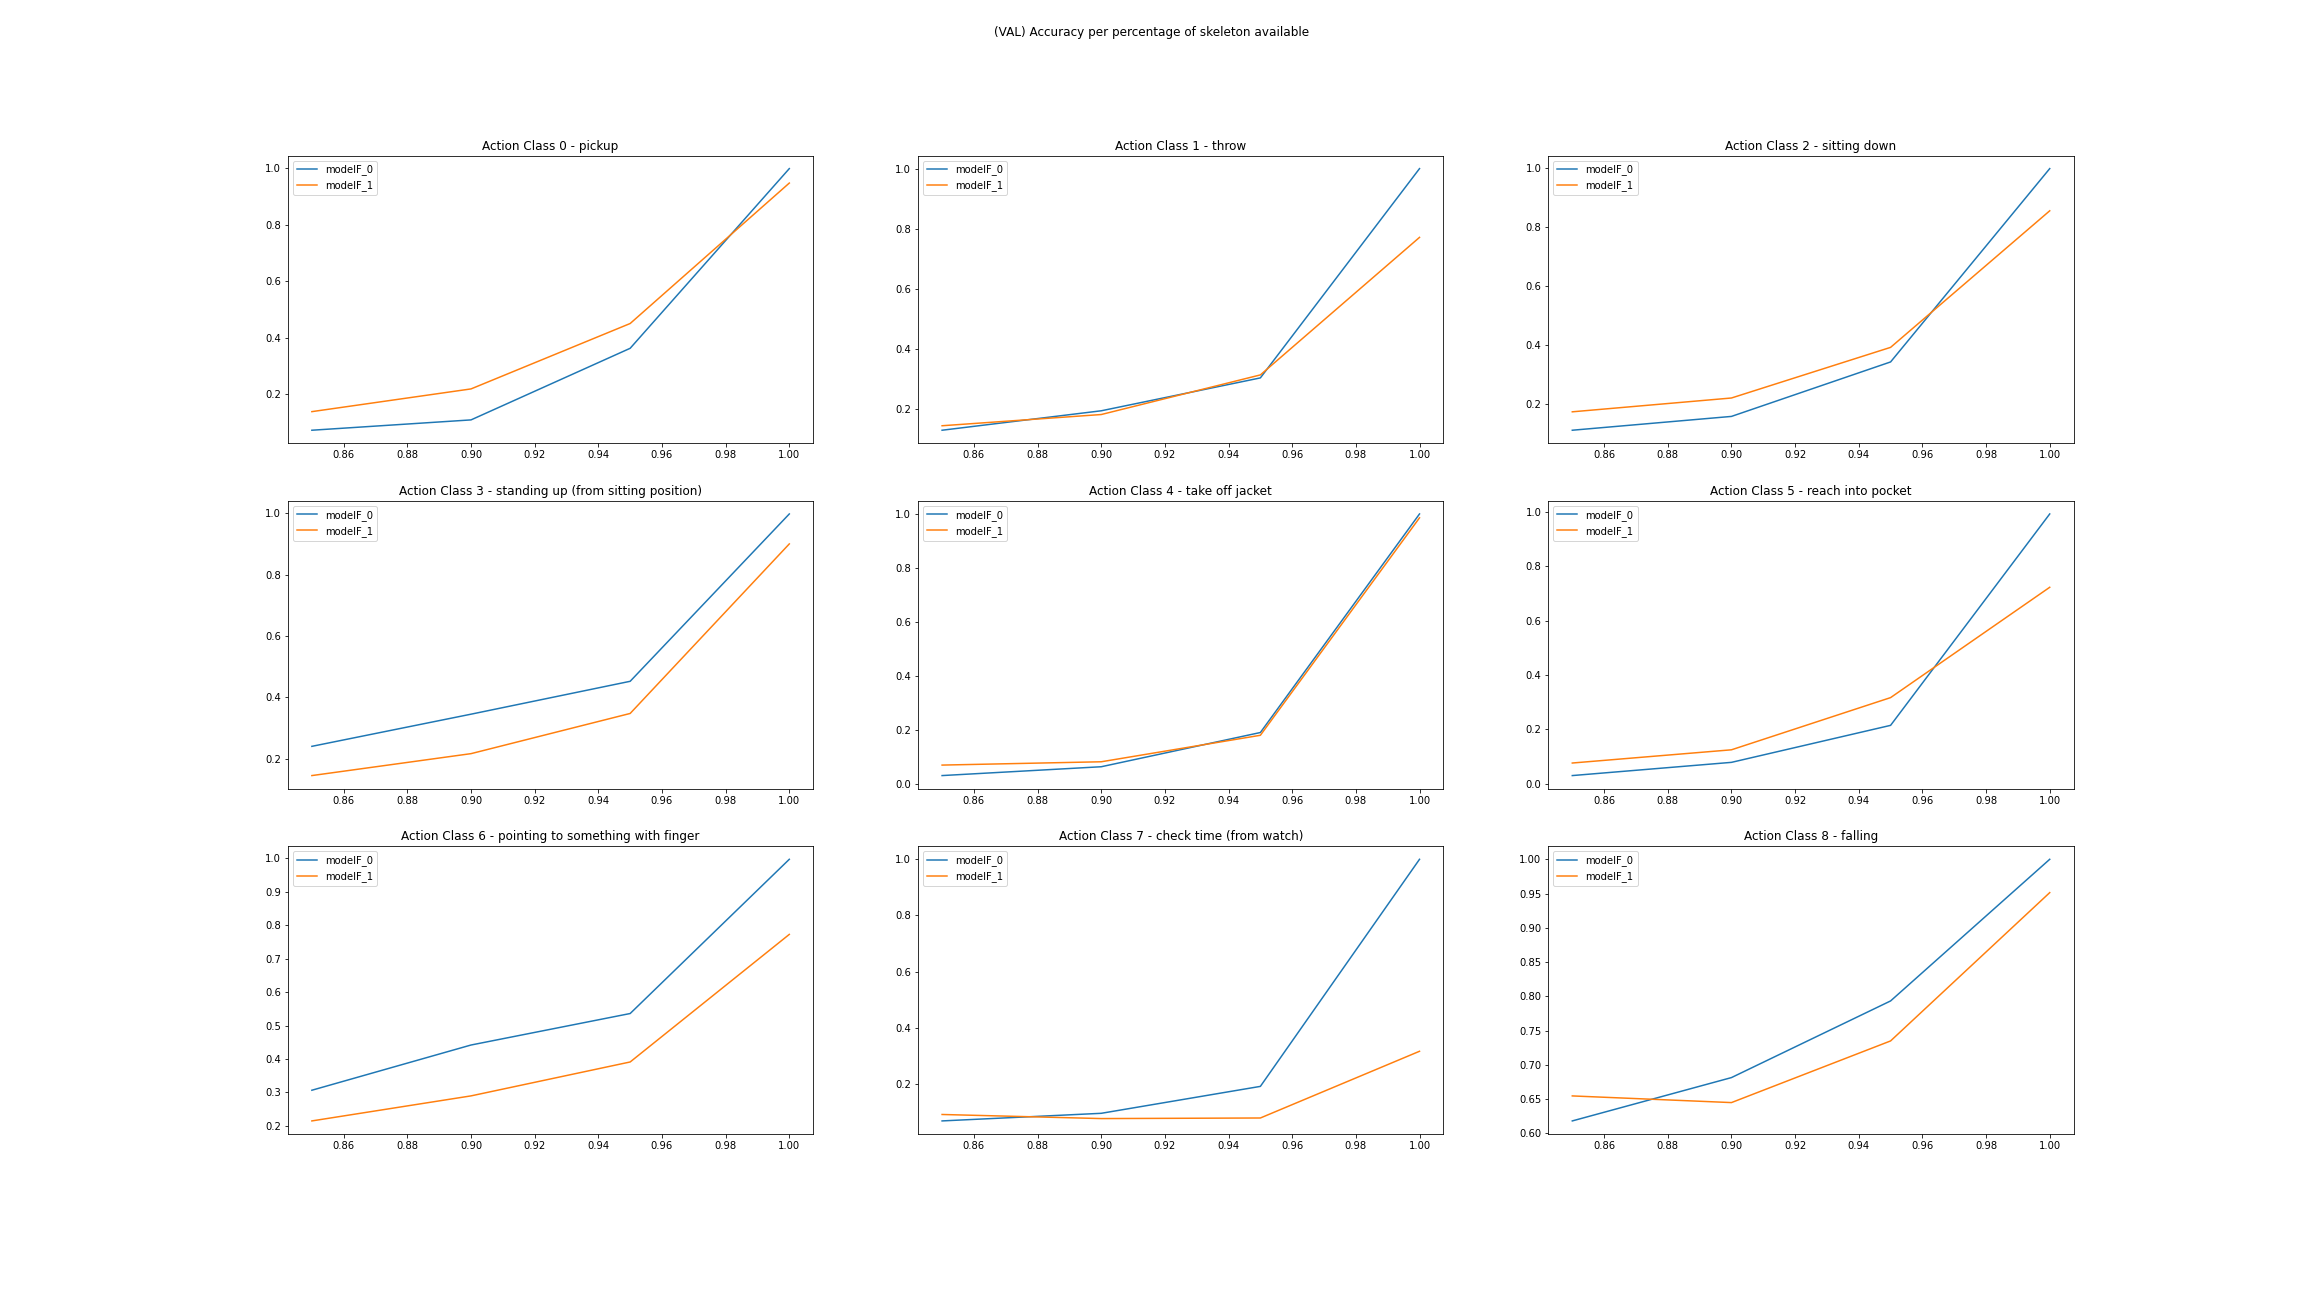 (VAL) Accuracy per percentage of skeleton available
Action Class 0 - pickup
modelF_0
modelF_1
1.0
0.8
0.6
0.4
0.2
0.86 0.88 0.90 0.92 0.94 0.96 0.98 1.00
Action Class 1 - throw
modelF_0
modelF_1
1.0
0.8
0.6
0.4
0.2
0.86 0.88 0.90 0.92 0.94 0.96 0.98 1.00
Action Class 2 - sitting down
modelF_0
modelF_1
1.0
0.8
0.6
0.4
0.2
0.86 0.88 0.90 0.92 0.94 0.96 0.98 1.00
Action Class 3 - standing up (from sitting position)
modelF_0
modelF_1
1.0
0.8
0.6
0.4
0.2
0.86 0.88 0.90 0.92 0.94 0.96 0.98 1.00
Action Class 4 - take off jacket
modelF_0
modelF_1
1.0
0.8
0.6
0.4
0.2
0.0
0.86 0.88 0.90 0.92 0.94 0.96 0.98 1.00
Action Class 5 - reach into pocket
modelF_0
modelF_1
1.0
0.8
0.6
0.4
0.2
0.0
0.86 0.88 0.90 0.92 0.94 0.96 0.98 1.00
Action Class 6 - pointing to something with finger
modelF_0
modelF_1
1.0
0.9
0.8
0.7
0.6
0.5
0.4
0.3
0.2
0.86 0.88 0.90 0.92 0.94 0.96 0.98 1.00
Action Class 7 - check time (from watch)
modelF_0
modelF_1
1.0
0.8
0.6
0.4
0.2
0.86 0.88 0.90 0.92 0.94 0.96 0.98 1.00
Action Class 8 - falling
modelF_0
modelF_1
1.00
0.95
0.90
0.85
0.80
0.75
0.70
0.65
0.60
0.86 0.88 0.90 0.92 0.94 0.96 0.98 1.00